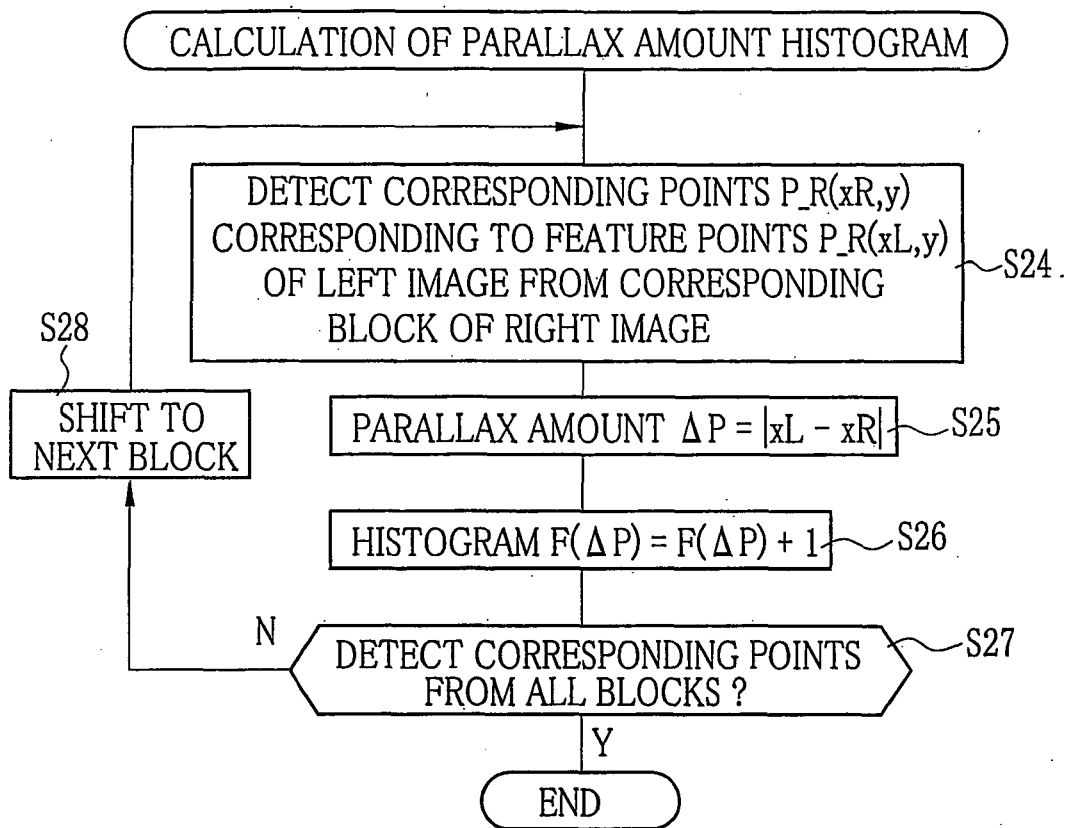 CALCULATION OF PARALLAX AMOUNT HISTOGRAM
DETECT CORRESPONDING POINTS P_R(xR,y)
CORRESPONDING TO FEATURE POINTS P_R(xL,y)
OF LEFT IMAGE FROM CORRESPONDING
BLOCK OF RIGHT IMAGE
S24
S28
SHIFT TO
NEXT BLOCK
PARALLAX AMOUNT ΔP = |xL - xR|
S25
HISTOGRAM F(ΔP) = F(ΔP) + 1
S26
N
DETECT CORRESPONDING POINTS
FROM ALL BLOCKS ?
S27
Y
END